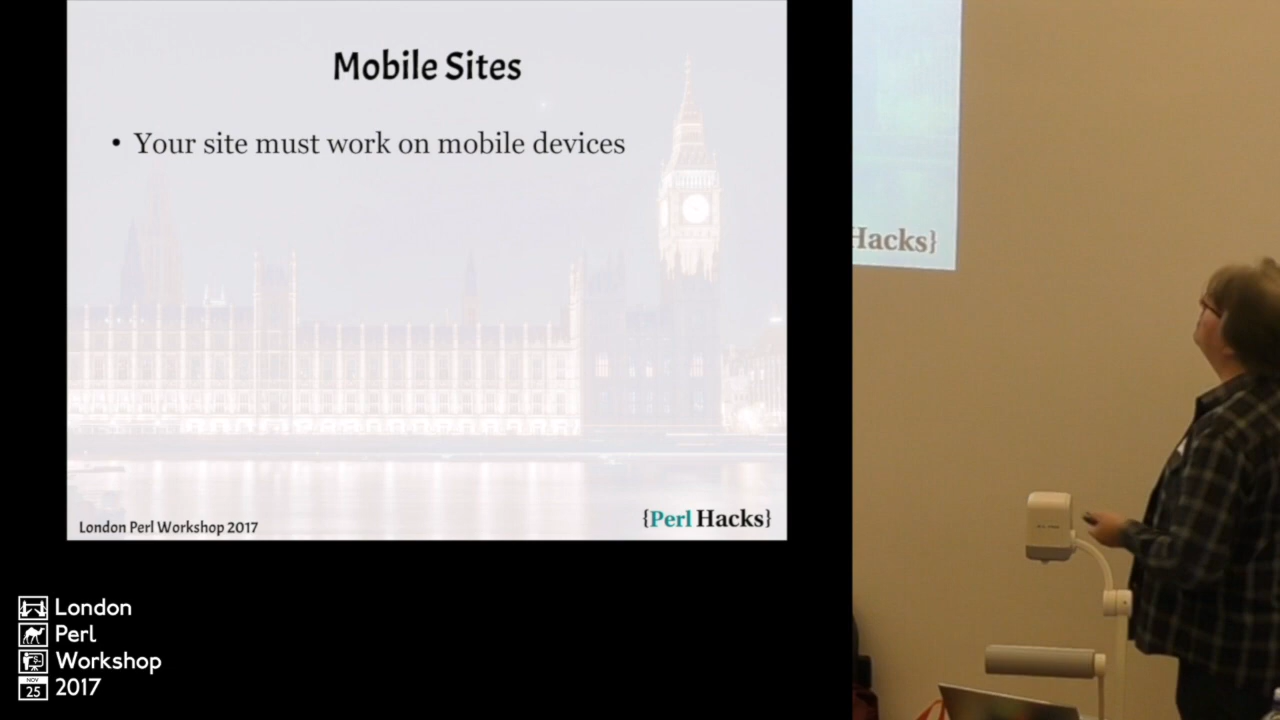 Mobile Sites
• Your site must work on mobile devices
London Perl Workshop 2017
{Perl Hacks}
Hacks}
London
Perl
Workshop
NOV
25
2017